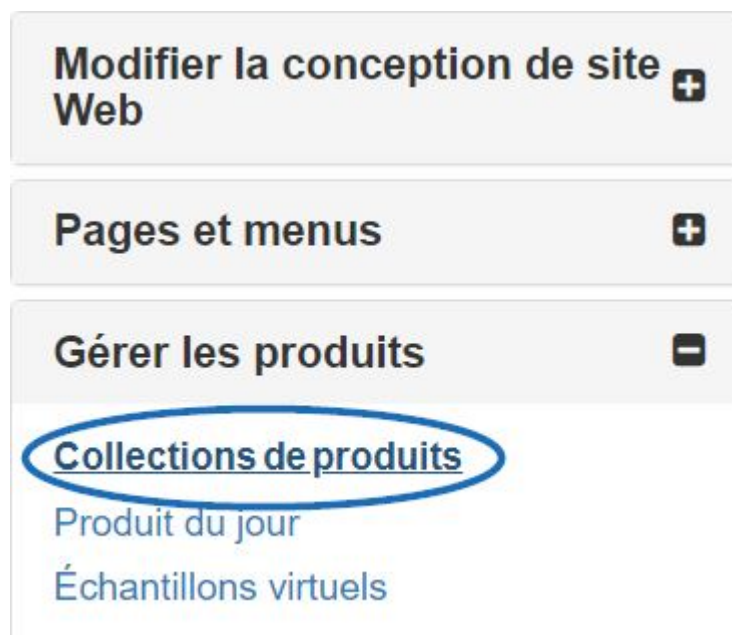 Modifier la conception de site
Web
Pages et menus
Gérer les produits
Collections de produits
Produit du jour
Échantillons virtuels